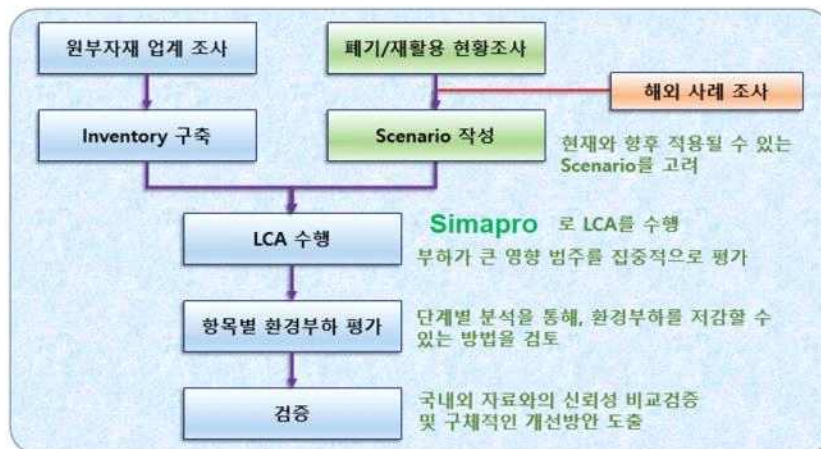 원부자재 업계 조사
폐기/재활용 현황조사
해외 사례 조사
Inventory 구축
Scenario 작성
현재와 향후 적용될 수 있는
Scenario를 고려
LCA 수행
Simapro 로 LCA를 수행
부하가 큰 영향 범주를 집중적으로 평가
항목별 환경부하 평가
단계별 분석을 통해, 환경부하를 저감할 수
있는 방법을 검토
검증
국내외 자료와의 신뢰성 비교검증
및 구체적인 개선방안 도출